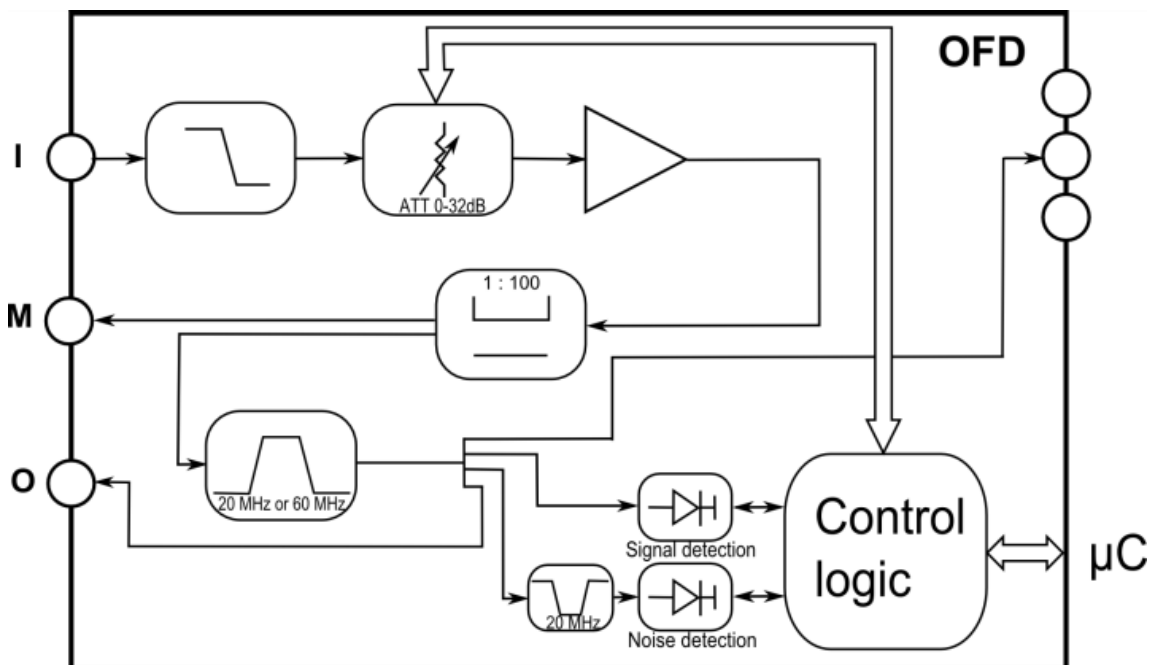 OFD
I
ATT 0-32dB
1 : 100
M
O
20 MHz or 60 MHz
Signal detection
Control
logic
µC
20 MHz
Noise detection